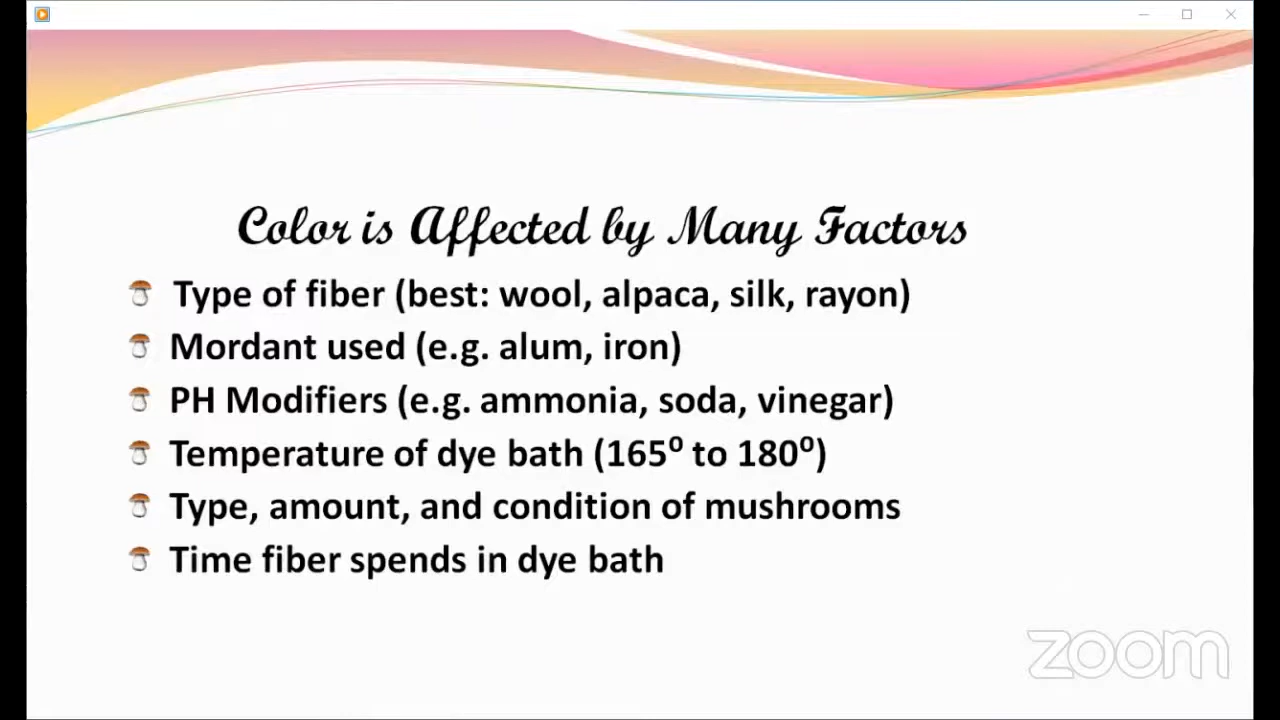 Color is Affected by Many Factors
Type of fiber (best: wool, alpaca, silk, rayon)
Mordant used (e.g. alum, iron)
PH Modifiers (e.g. ammonia, soda, vinegar)
Temperature of dye bath (165⁰ to 180⁰)
Type, amount, and condition of mushrooms
Time fiber spends in dye bath
zoom